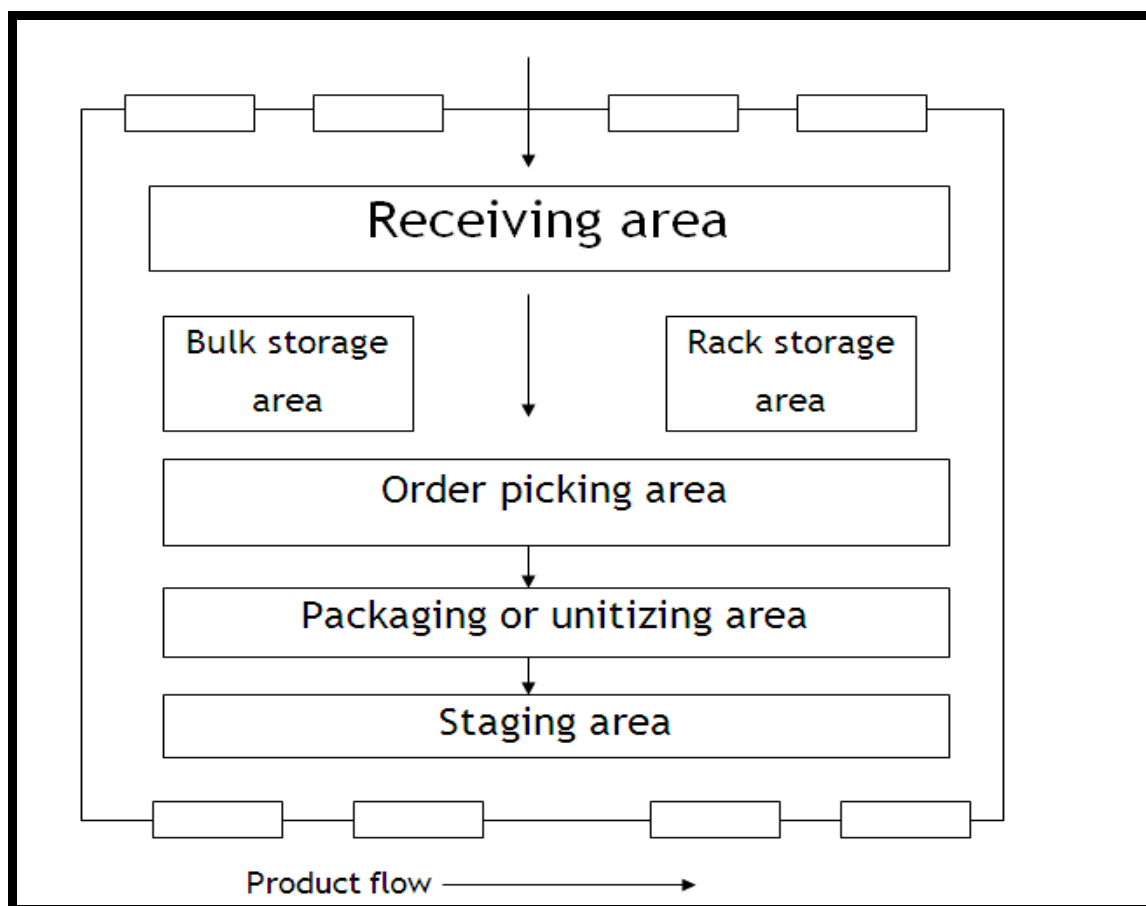 Receiving area
Bulk storage
area
Rack storage
area
Order picking area
Packaging or unitizing area
Staging area
Product flow